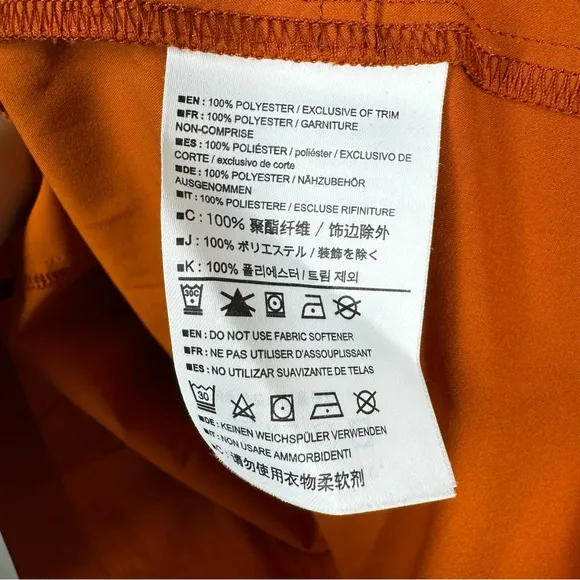 ■EN : 100% POLYESTER / EXCLUSIVE OF TRIM
■FR : 100% POLYESTER / GARNITURE
NON-COMPRISE
■ES : 100% POLIÉSTER / poliéster / EXCLUSIVO DE
CORTE / exclusivo de corte
■DE : 100% POLYESTER / NÄHZUBEHÖR
AUSGENOMMEN
■IT : 100% POLIESTERE / ESCLUSE RIFINITURE
■C : 100% 聚酯纤维 / 饰边除外
■J : 100% ポリエステル / 装飾を除く
■K : 100% 폴리에스터 / 트림 제외
30C
■EN : DO NOT USE FABRIC SOFTENER
■FR : NE PAS UTILISER D'ASSOUPLISSANT
■ES : NO UTILIZAR SUAVIZANTE DE TELAS
30
■DE : KEINEN WEICHSPÜLER VERWENDEN
■IT : NON USARE AMMORBIDENTI
■C : 请勿使用衣物柔软剂